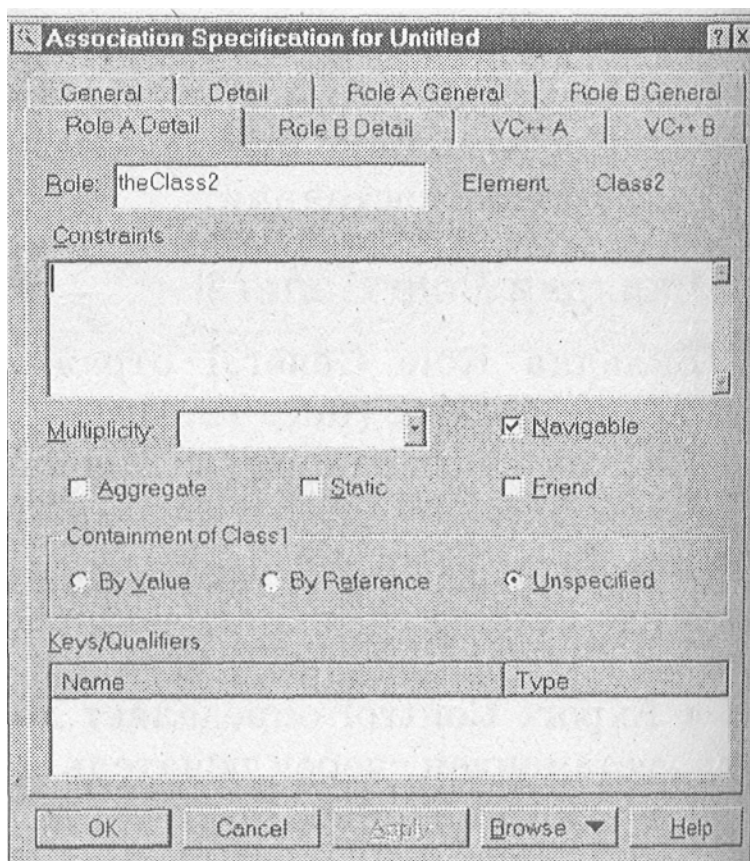 Association Specification for Untitled
General Detail Role A General Role B General
Role A Detail Role B Detail VC++ A VC++ B
Role: theClass2 Element Class2
Constraints
Multiplicity: Navigable
Aggregate Static Friend
Containment of Class1
By Value By Reference Unspecified
Keys/Qualifiers
Name Type
OK Cancel Apply Browse Help